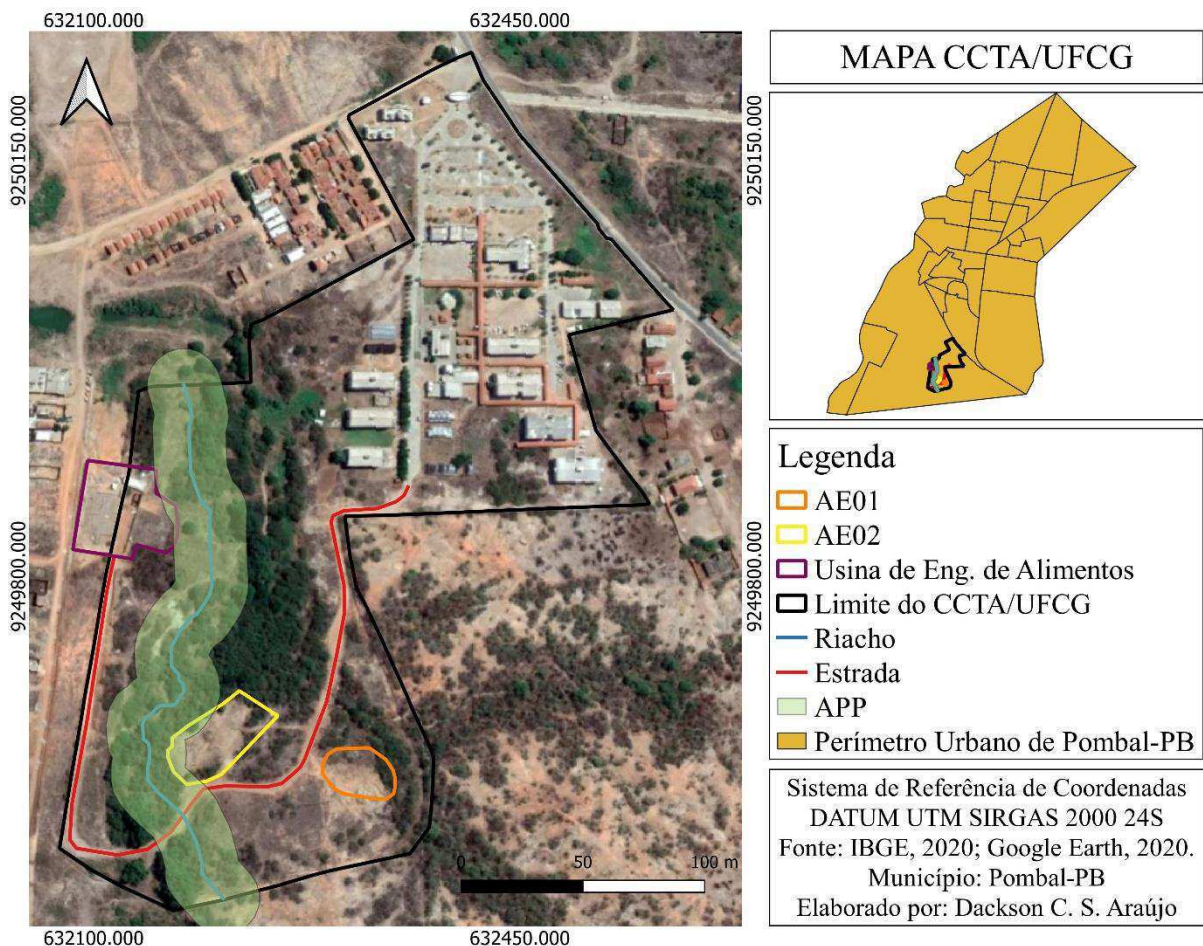 632100.000
632450.000
9250150.000
9250150.000
9249800.000
9249800.000
0
50
100 m
632100.000
632450.000
MAPA CCTA/UFCG
Legenda
AE01
AE02
Usina de Eng. de Alimentos
Limite do CCTA/UFCG
Riacho
Estrada
APP
Perímetro Urbano de Pombal-PB
Sistema de Referência de Coordenadas
DATUM UTM SIRGAS 2000 24S
Fonte: IBGE, 2020; Google Earth, 2020.
Município: Pombal-PB
Elaborado por: Dackson C. S. Araújo